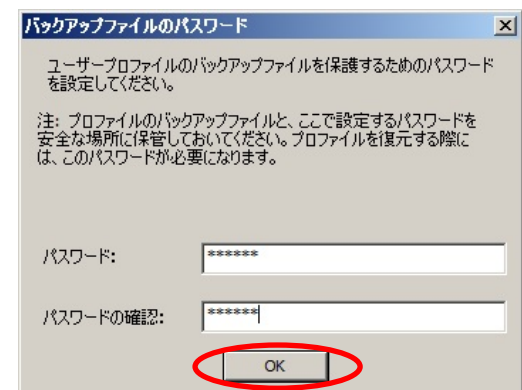 バックアップファイルのパスワード
ユーザープロファイルのバックアップファイルを保護するためのパスワード
を設定してください。
注: プロファイルのバックアップファイルと、ここで設定するパスワードを
安全な場所に保管しておいてください。プロファイルを復元する際に
は、このパスワードが必要になります。
パスワード: ******
パスワードの確認: ******
OK